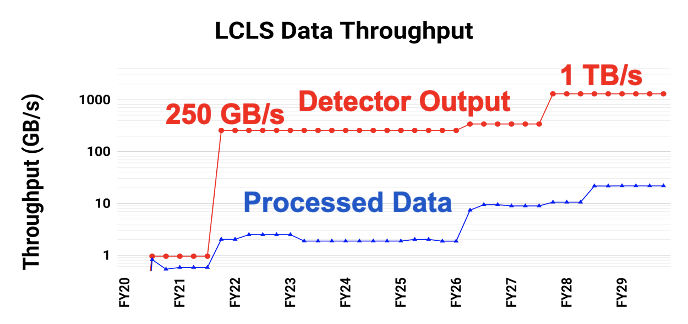 LCLS Data Throughput
1 TB/s
Detector Output
250 GB/s
Processed Data
Throughput (GB/s)
1000
100
10
1
FY20
FY21
FY22
FY23
FY24
FY25
FY26
FY27
FY28
FY29